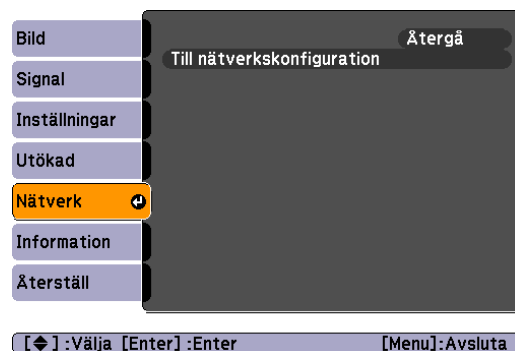 Bild
Signal
Inställningar
Utökad
Nätverk
Information
Återställ
Återgå
Till nätverkskonfiguration
[◆] :Välja [Enter] :Enter [Menu]:Avsluta